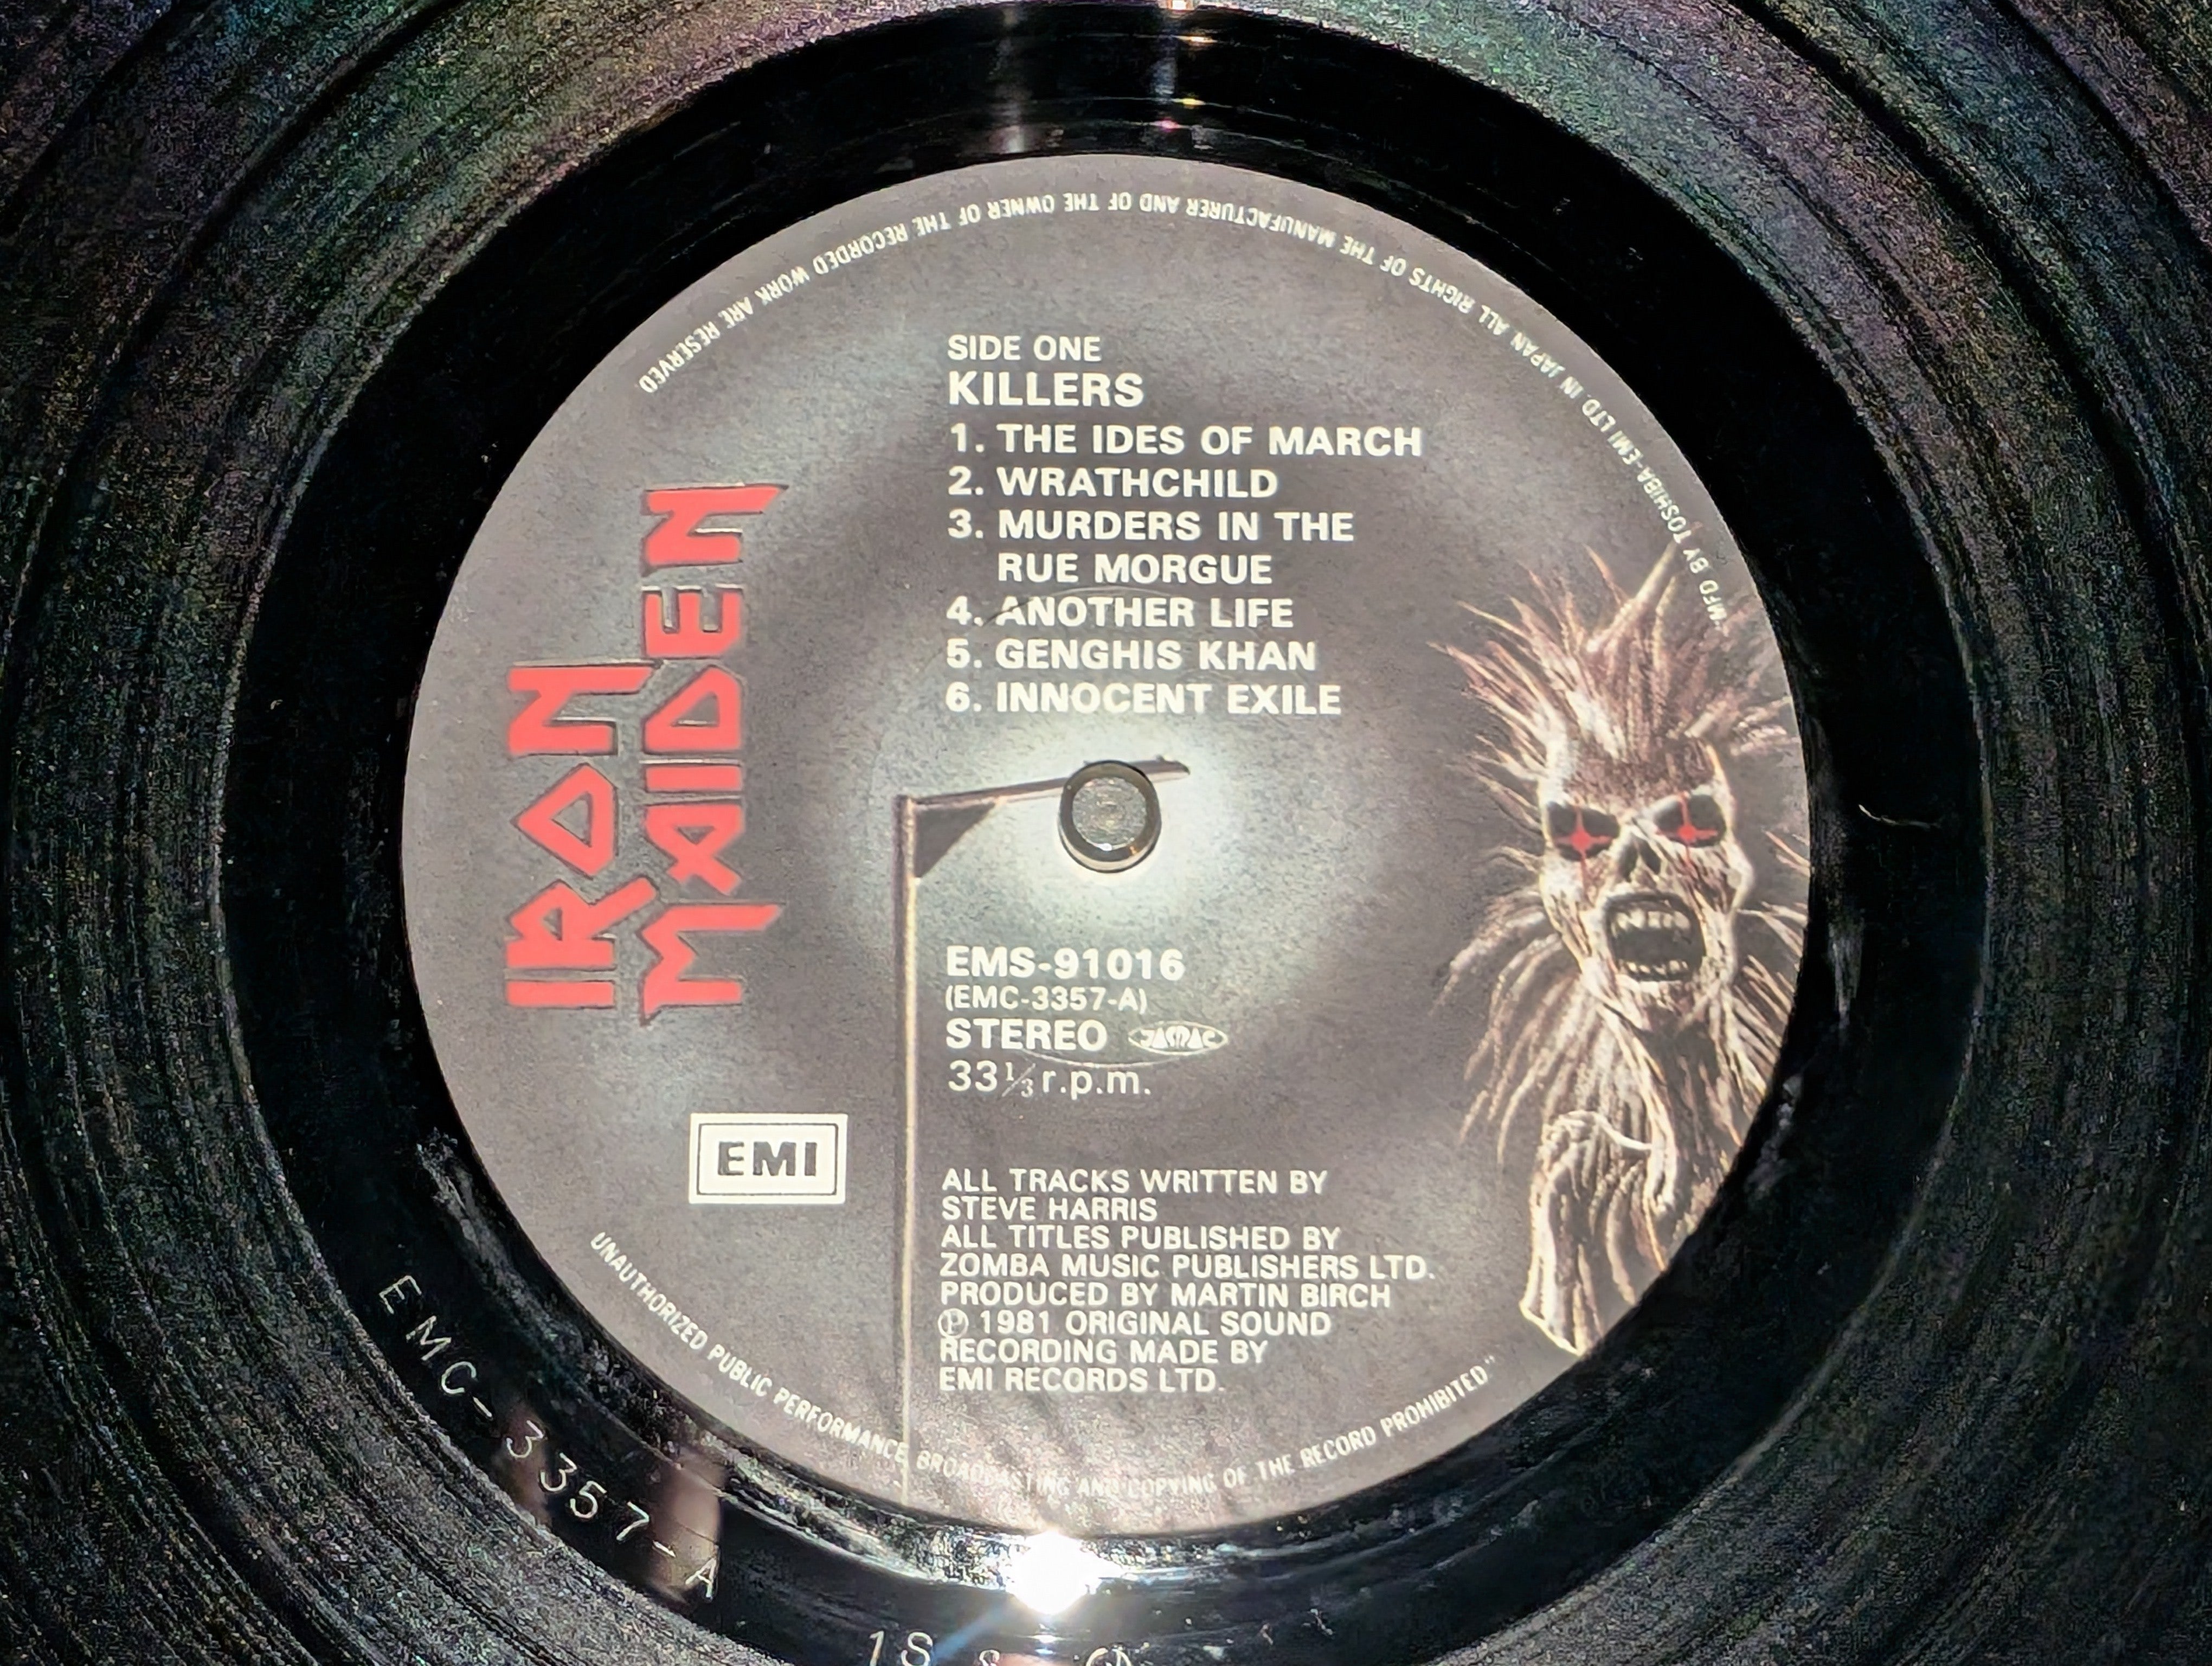 IRON
MAIDEN
SIDE ONE
KILLERS
1. THE IDES OF MARCH
2. WRATHCHILD
3. MURDERS IN THE
RUE MORGUE
4. ANOTHER LIFE
5. GENGHIS KHAN
6. INNOCENT EXILE
EMS-91016
(EMC-3357-A)
STEREO JASRAC
33 1/3 r.p.m.
EMI
ALL TRACKS WRITTEN BY
STEVE HARRIS
ALL TITLES PUBLISHED BY
ZOMBA MUSIC PUBLISHERS LTD.
PRODUCED BY MARTIN BIRCH
℗ 1981 ORIGINAL SOUND
RECORDING MADE BY
EMI RECORDS LTD.
"MFD BY TOSHIBA-EMI LTD. IN JAPAN ALL RIGHTS OF THE MANUFACTURER AND OF THE OWNER OF THE RECORDED WORK ARE RESERVED
UNAUTHORIZED PUBLIC PERFORMANCE BROADCASTING AND COPYING OF THE RECORD PROHIBITED"
EMC-3357-A
1S